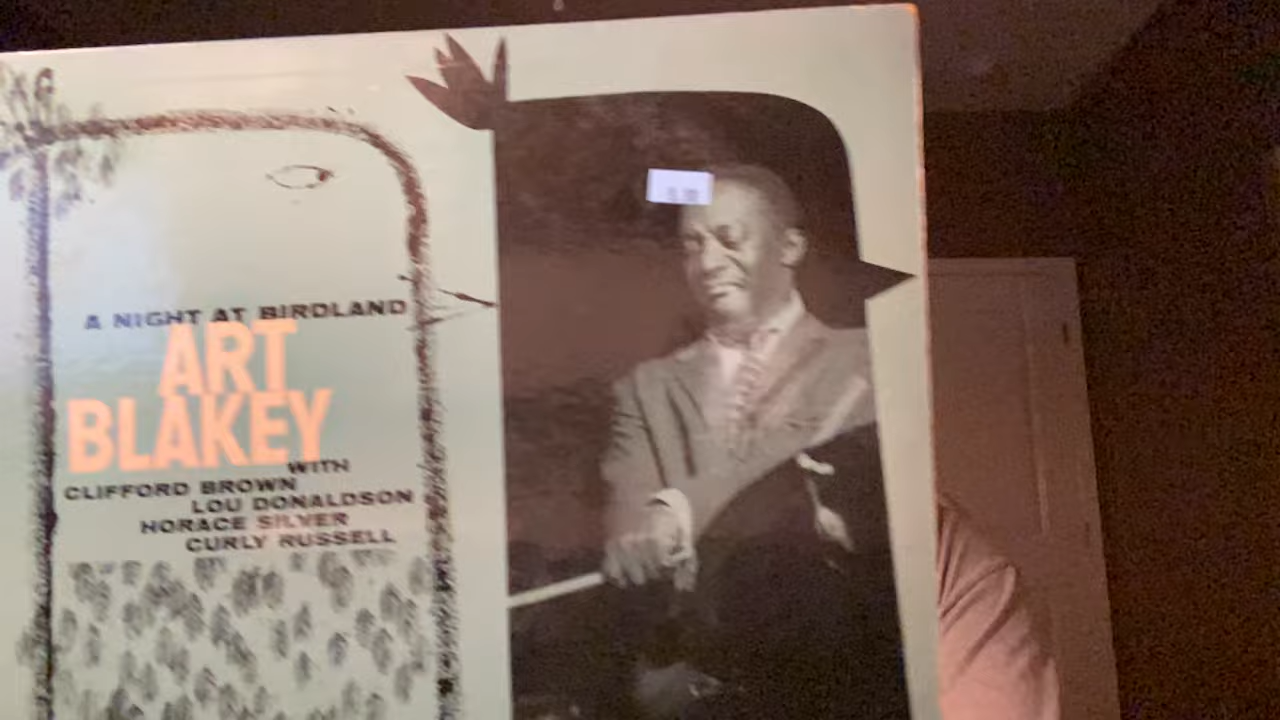 A NIGHT AT BIRDLAND
ART
BLAKEY
WITH
CLIFFORD BROWN
LOU DONALDSON
HORACE SILVER
CURLY RUSSELL